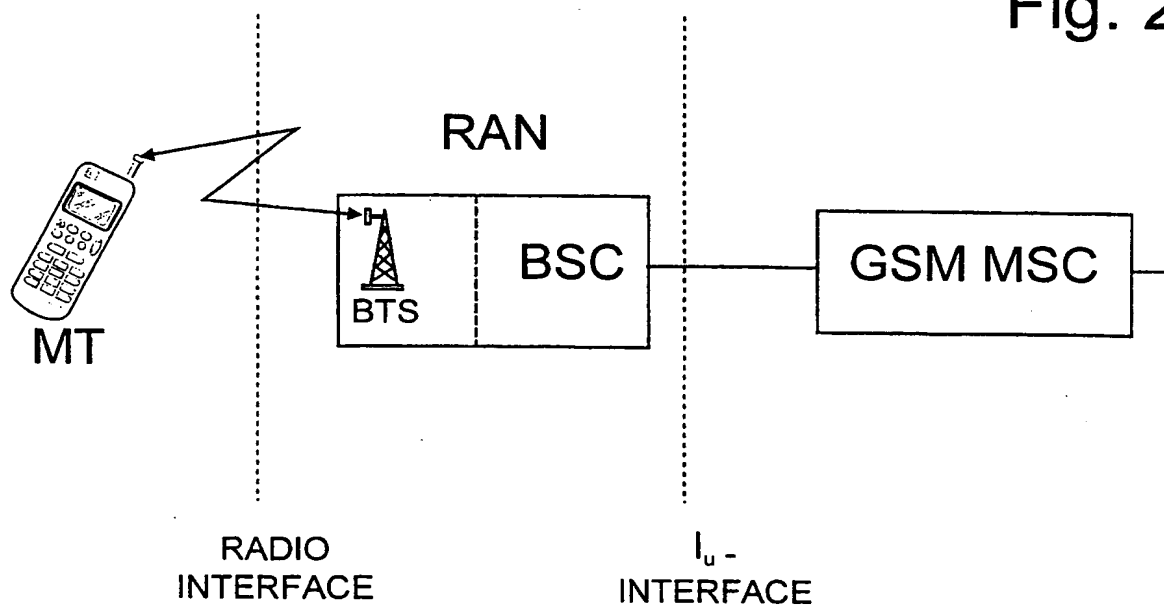 Fig. 2
RAN
BSC
GSM MSC
BTS
MT
RADIO
INTERFACE
Iu -
INTERFACE